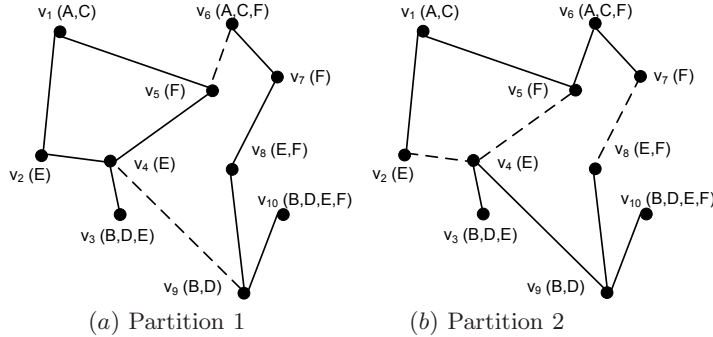 v₁ (A,C)
v₆ (A,C,F)
v₅ (F)
v₇ (F)
v₂ (E)
v₄ (E)
v₈ (E,F)
v₃ (B,D,E)
v₁₀ (B,D,E,F)
v₉ (B,D)
(a) Partition 1
v₁ (A,C)
v₆ (A,C,F)
v₅ (F)
v₇ (F)
v₂ (E)
v₄ (E)
v₈ (E,F)
v₃ (B,D,E)
v₁₀ (B,D,E,F)
v₉ (B,D)
(b) Partition 2